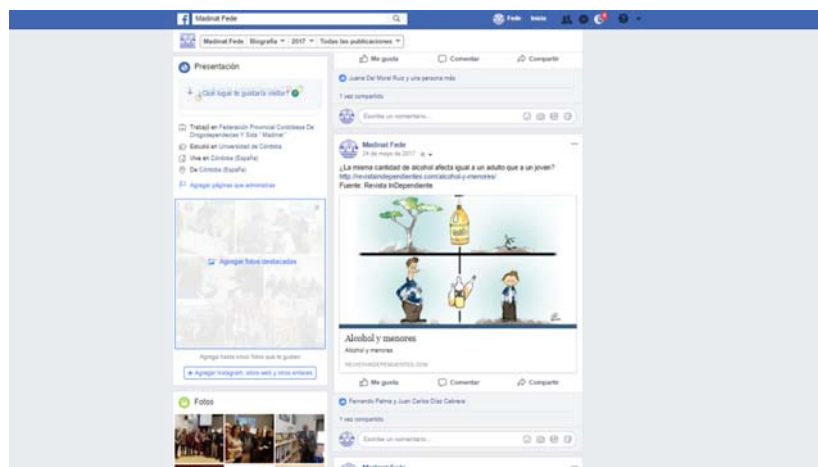 Madinat Fede
Fede Inicio
Madinat Fede Biografía 2017 Todas las publicaciones
Presentación
¿Qué lugar te gustaría visitar?
Trabajó en Federación Provincial Cordobesa De
Drogodependecias Y Sida "Madinat"
Estudió en Universidad de Córdoba
Vive en Córdoba (España)
De Córdoba (España)
Agregar páginas que administras
Agregar fotos destacadas
Agrega hasta cinco fotos que te gusten
+ Agregar Instagram, sitios web y otros enlaces
Fotos
Me gusta Comentar Compartir
Juana Del Moral Ruiz y una persona más
1 vez compartido
Escribe un comentario...
Madinat Fede
24 de mayo de 2017
¿La misma cantidad de alcohol afecta igual a un adulto que a un joven?
http://revistaindependientes.com/alcohol-y-menores/
Fuente: Revista InDependiente
Alcohol y menores
Alcohol y menores
REVISTAINDEPENDIENTES.COM
Me gusta Comentar Compartir
Fernando Palma y Juan Carlos Díaz Cabrera
1 vez compartido
Escribe un comentario...
Madinat Fede